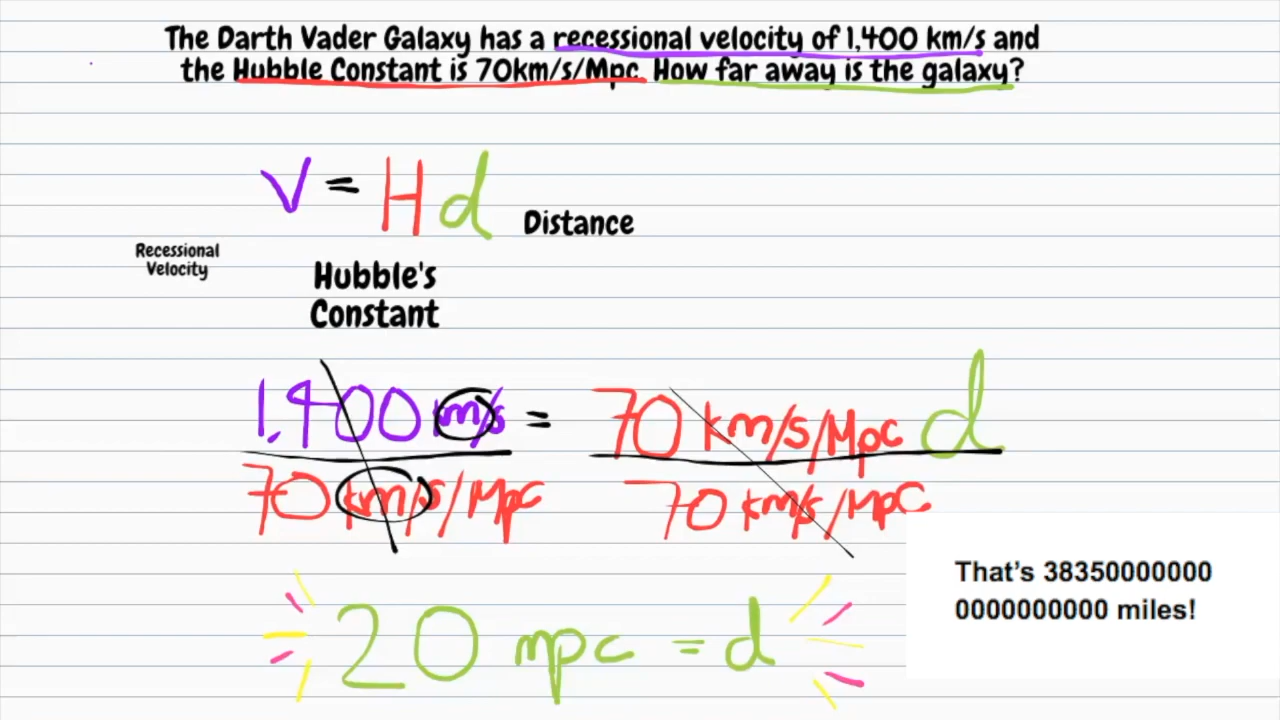 The Darth Vader Galaxy has a recessional velocity of 1,400 km/s and
the Hubble Constant is 70km/s/Mpc. How far away is the galaxy?
V = Hd
Distance
Recessional
Velocity
Hubble's
Constant
1,400 km/s = 70 km/s/Mpc d
70 km/s/Mpc 70 km/s/Mpc
That's 38350000000
0000000000 miles!
20 mpc = d